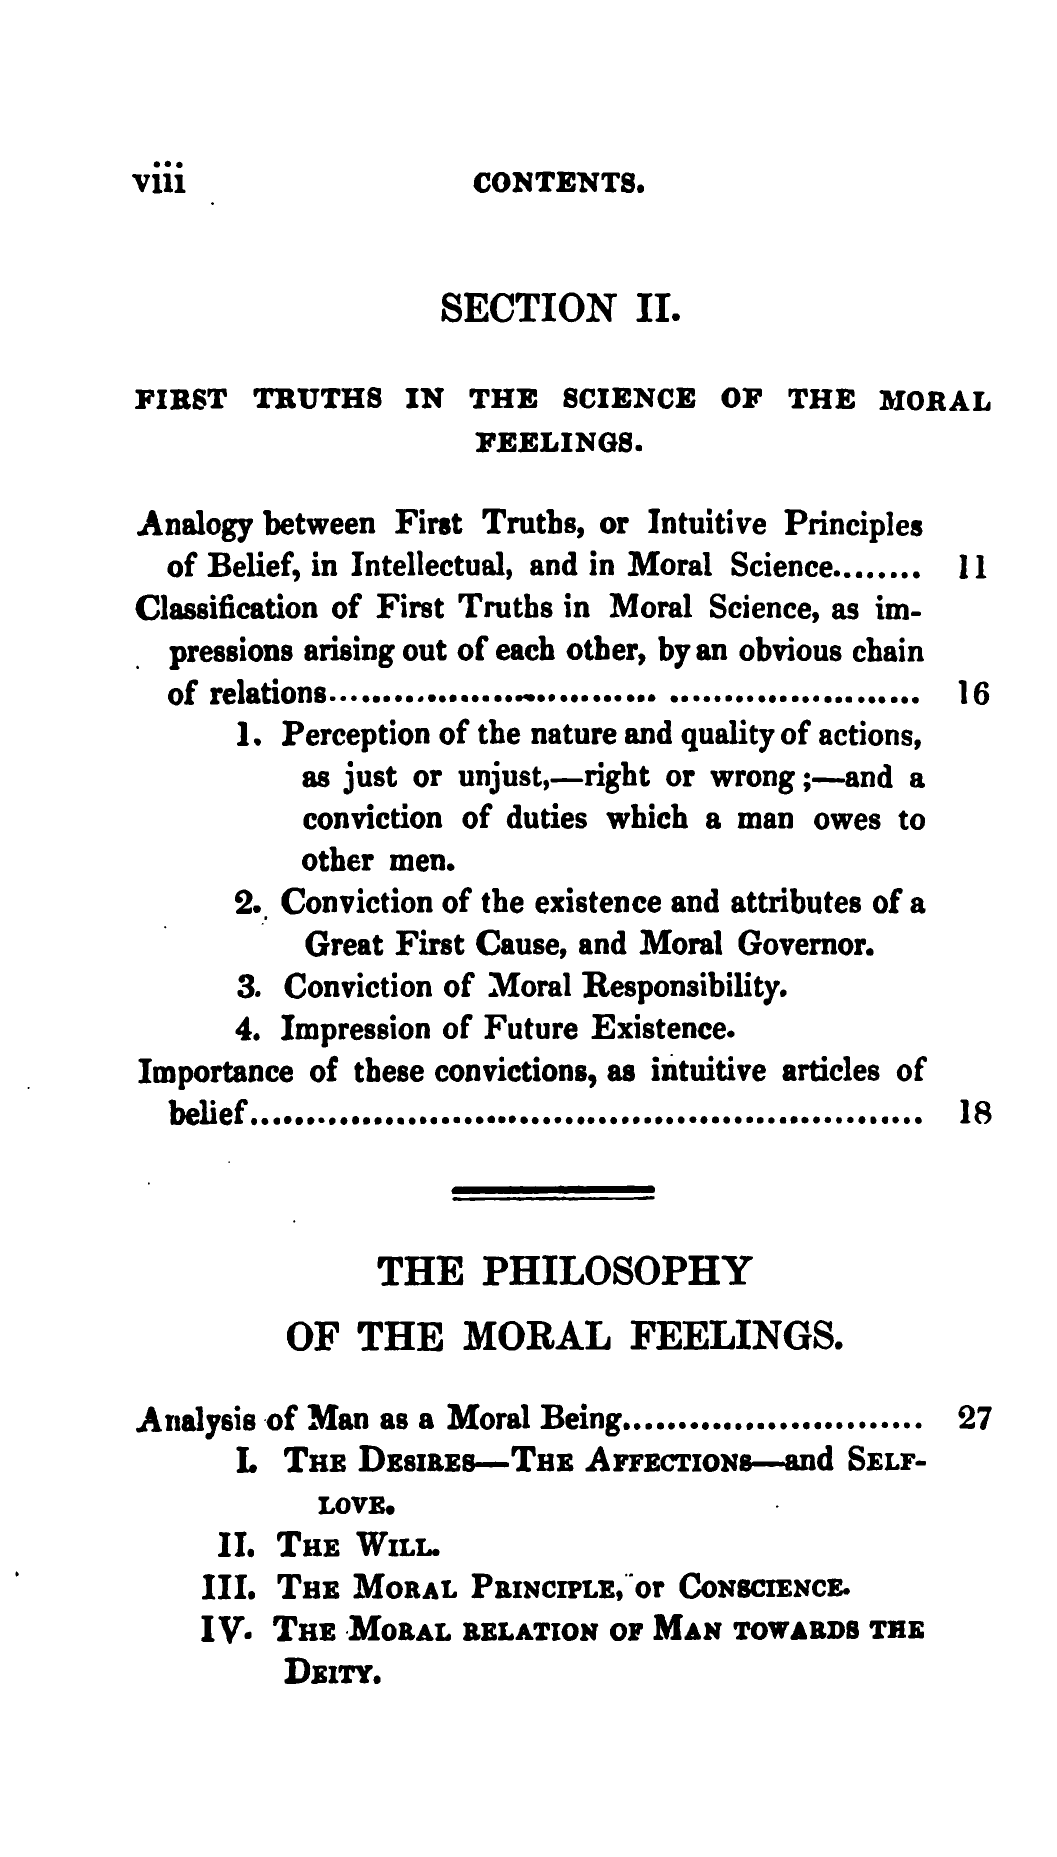 viii CONTENTS.
SECTION II.
FIRST TRUTHS IN THE SCIENCE OF THE MORAL
FEELINGS.
Analogy between First Truths, or Intuitive Principles
of Belief, in Intellectual, and in Moral Science........ 11
Classification of First Truths in Moral Science, as im-
pressions arising out of each other, by an obvious chain
of relations..................................................... 16
1. Perception of the nature and quality of actions,
as just or unjust,—right or wrong;—and a
conviction of duties which a man owes to
other men.
2. Conviction of the existence and attributes of a
Great First Cause, and Moral Governor.
3. Conviction of Moral Responsibility.
4. Impression of Future Existence.
Importance of these convictions, as intuitive articles of
belief............................................................ 18
THE PHILOSOPHY
OF THE MORAL FEELINGS.
Analysis of Man as a Moral Being........................... 27
I. THE DESIRES—THE AFFECTIONS—and SELF-
LOVE.
II. THE WILL.
III. THE MORAL PRINCIPLE, or CONSCIENCE.
IV. THE MORAL RELATION OF MAN TOWARDS THE
DEITY.